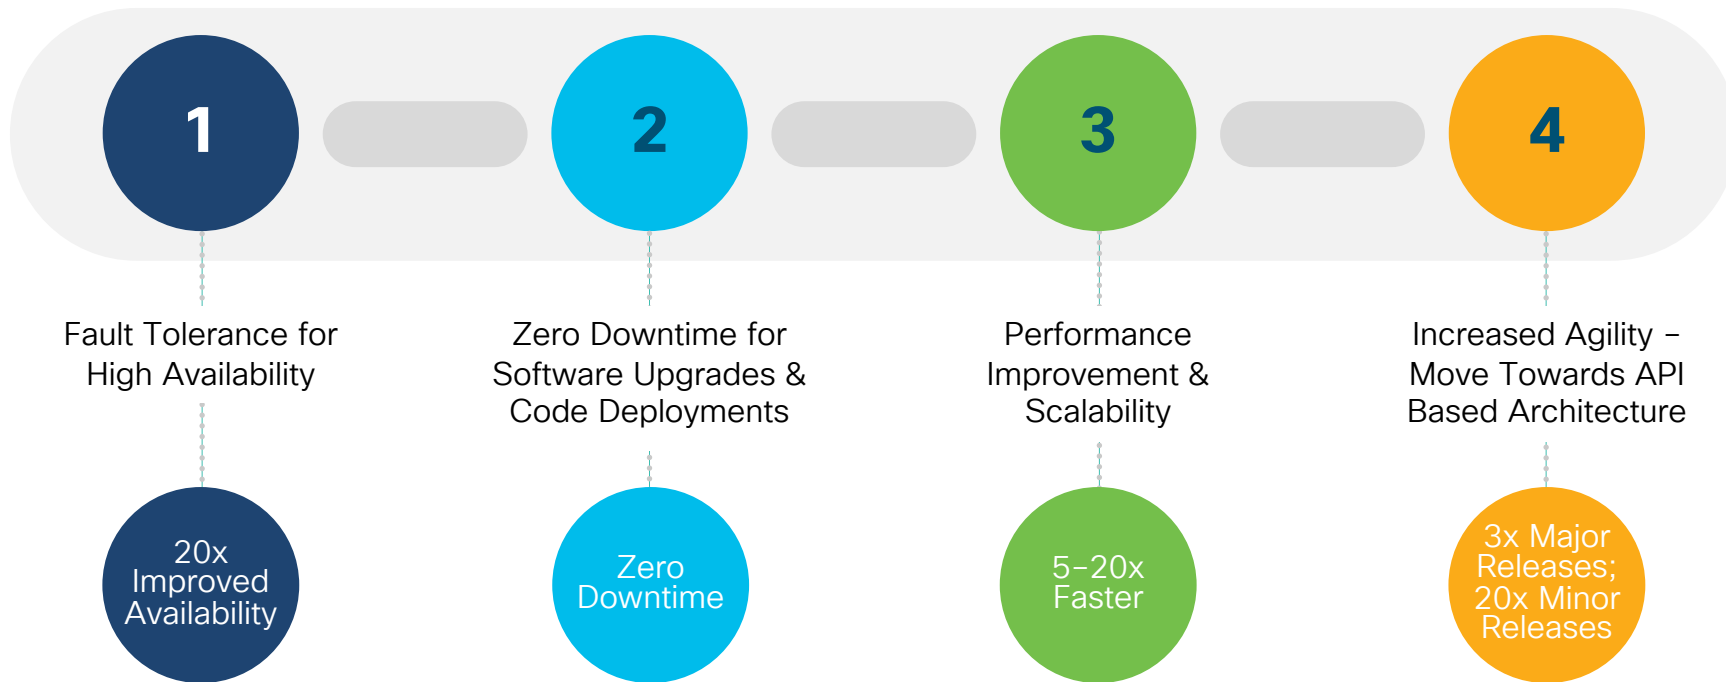 1
2
3
4
Fault Tolerance for
High Availability
Zero Downtime for
Software Upgrades &
Code Deployments
Performance
Improvement &
Scalability
Increased Agility –
Move Towards API
Based Architecture
20x
Improved
Availability
Zero
Downtime
5–20x
Faster
3x Major
Releases;
20x Minor
Releases